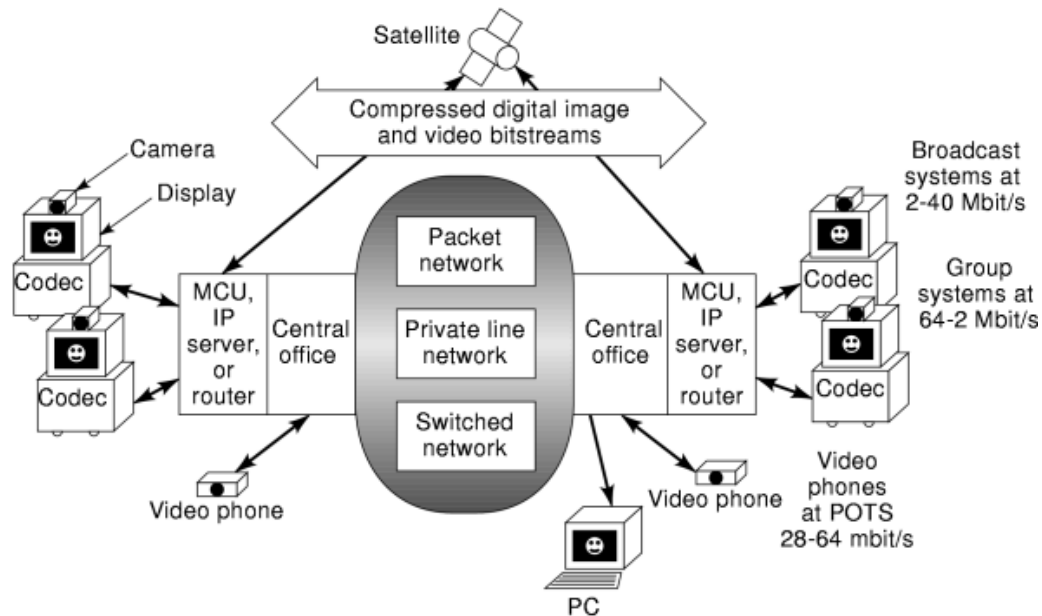 Satellite
Compressed digital image
and video bitstreams
Camera
Display
Codec
Codec
MCU,
IP
server,
or
router
Central
office
Packet
network
Private line
network
Switched
network
Central
office
MCU,
IP
server,
or
router
Codec
Codec
Broadcast
systems at
2-40 Mbit/s
Group
systems at
64-2 Mbit/s
Video phone
Video phone
PC
Video
phones
at POTS
28-64 mbit/s